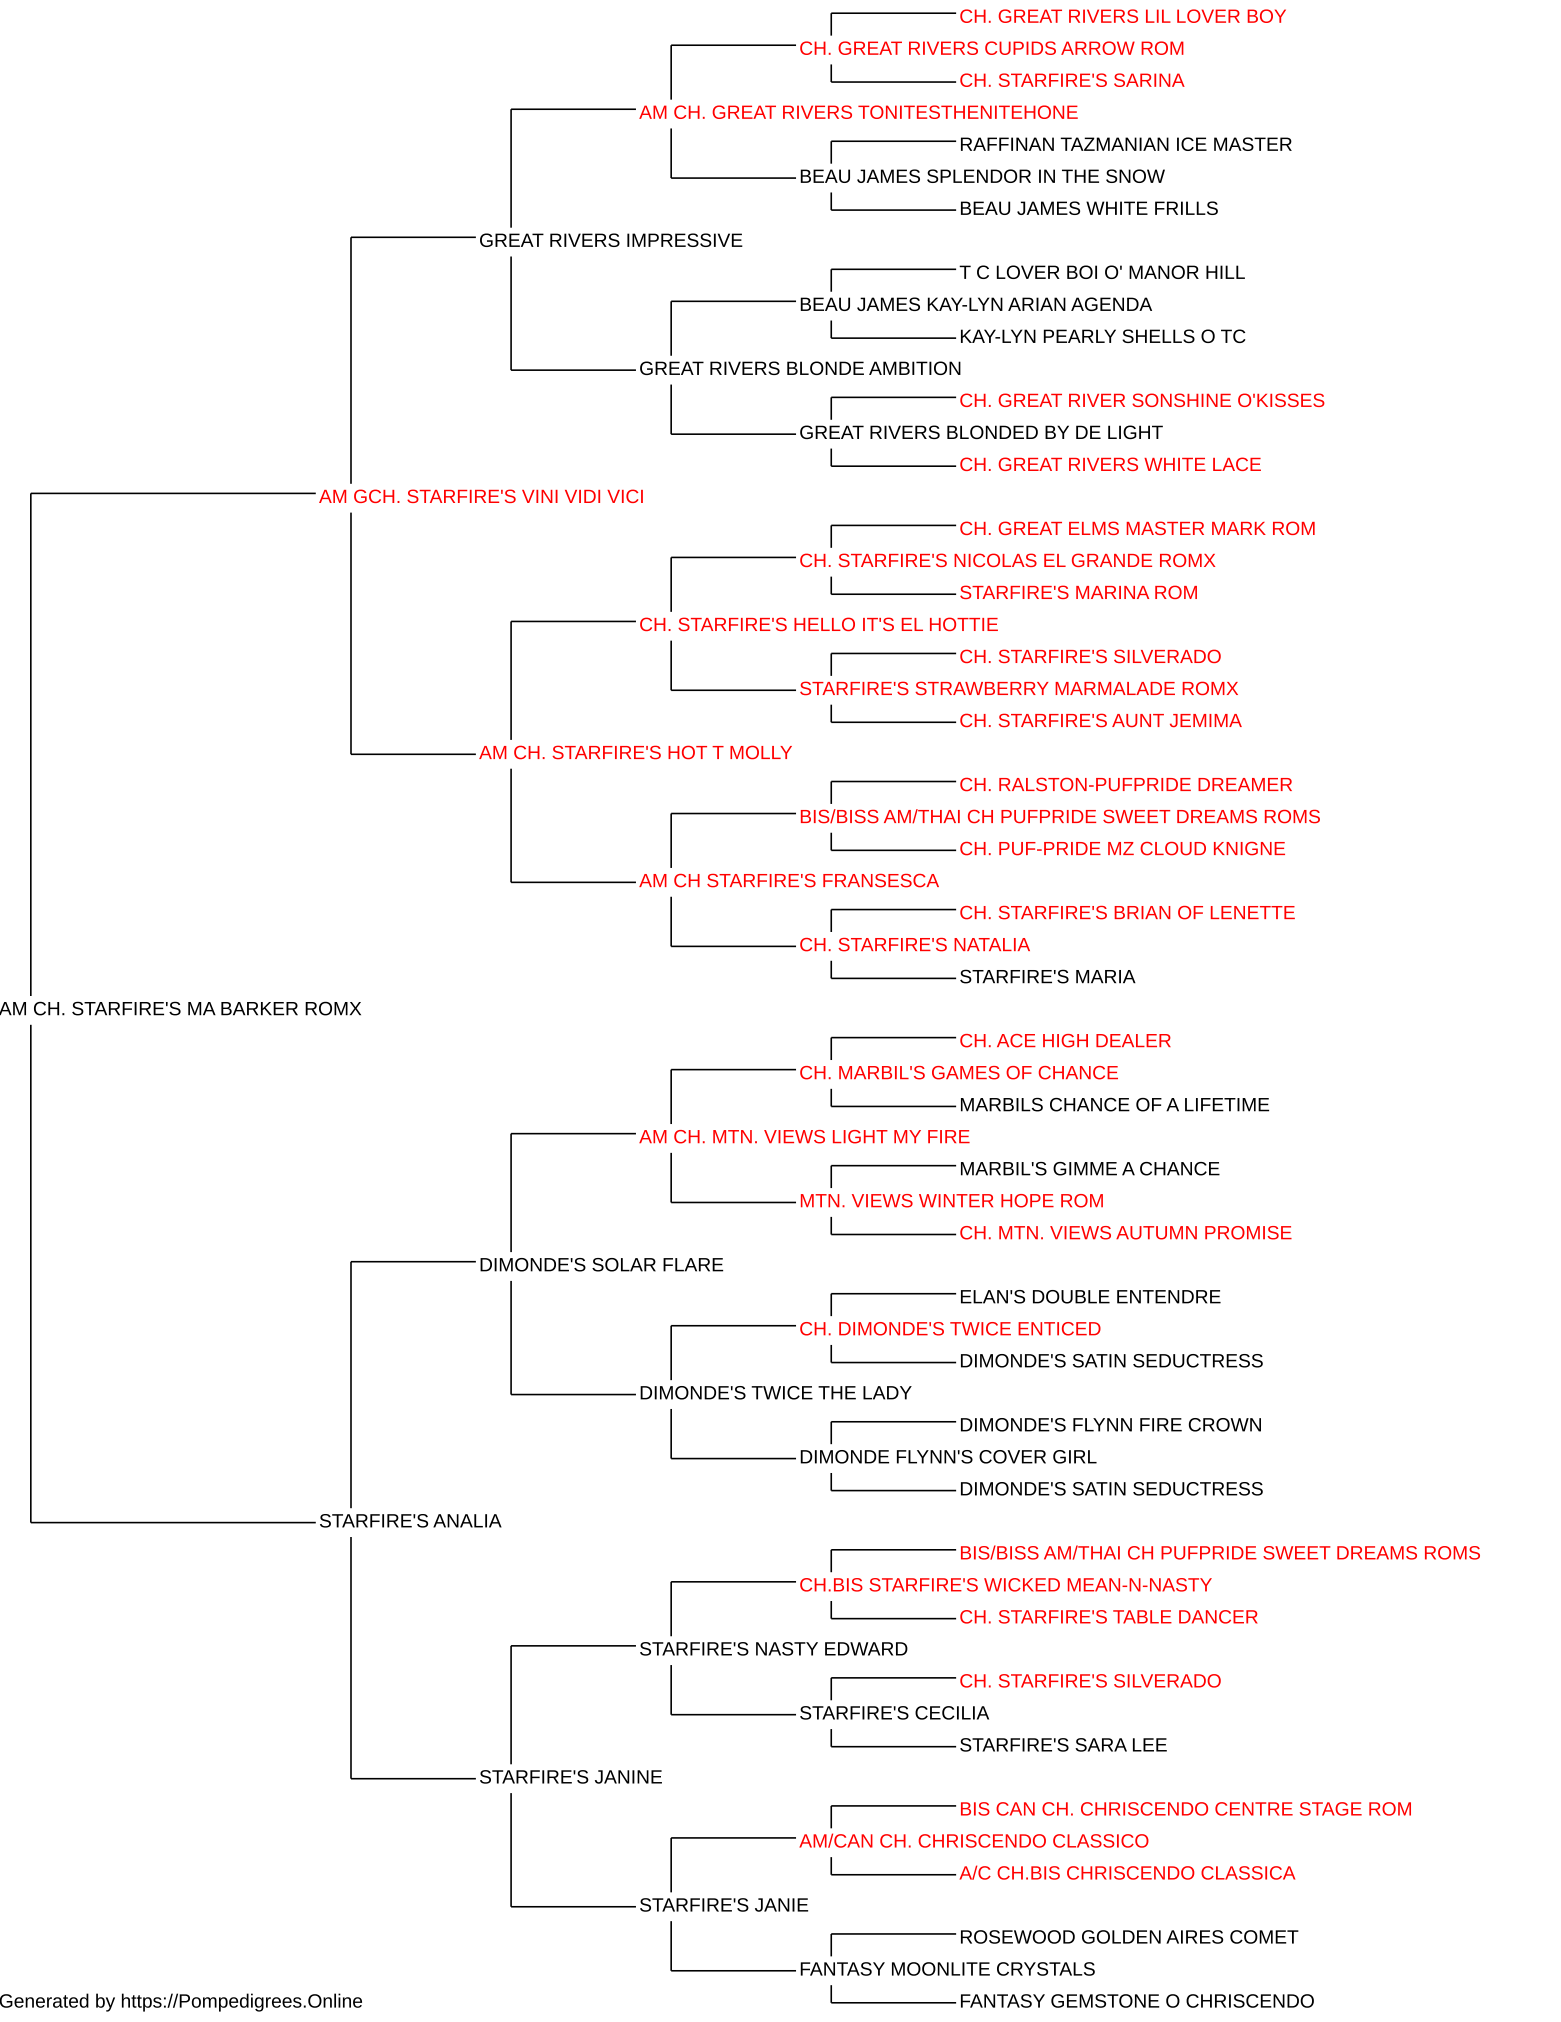 CH. GREAT RIVERS LIL LOVER BOY
CH. GREAT RIVERS CUPIDS ARROW ROM
CH. STARFIRE'S SARINA
AM CH. GREAT RIVERS TONITESTHENITEHONE
RAFFINAN TAZMANIAN ICE MASTER
BEAU JAMES SPLENDOR IN THE SNOW
BEAU JAMES WHITE FRILLS
GREAT RIVERS IMPRESSIVE
T C LOVER BOI O' MANOR HILL
BEAU JAMES KAY-LYN ARIAN AGENDA
KAY-LYN PEARLY SHELLS O TC
GREAT RIVERS BLONDE AMBITION
CH. GREAT RIVER SONSHINE O'KISSES
GREAT RIVERS BLONDED BY DE LIGHT
CH. GREAT RIVERS WHITE LACE
AM GCH. STARFIRE'S VINI VIDI VICI
CH. GREAT ELMS MASTER MARK ROM
CH. STARFIRE'S NICOLAS EL GRANDE ROMX
STARFIRE'S MARINA ROM
CH. STARFIRE'S HELLO IT'S EL HOTTIE
CH. STARFIRE'S SILVERADO
STARFIRE'S STRAWBERRY MARMALADE ROMX
CH. STARFIRE'S AUNT JEMIMA
AM CH. STARFIRE'S HOT T MOLLY
CH. RALSTON-PUFPRIDE DREAMER
BIS/BISS AM/THAI CH PUFPRIDE SWEET DREAMS ROMS
CH. PUF-PRIDE MZ CLOUD KNIGNE
AM CH STARFIRE'S FRANSESCA
CH. STARFIRE'S BRIAN OF LENETTE
CH. STARFIRE'S NATALIA
STARFIRE'S MARIA
AM CH. STARFIRE'S MA BARKER ROMX
CH. ACE HIGH DEALER
CH. MARBIL'S GAMES OF CHANCE
MARBILS CHANCE OF A LIFETIME
AM CH. MTN. VIEWS LIGHT MY FIRE
MARBIL'S GIMME A CHANCE
MTN. VIEWS WINTER HOPE ROM
CH. MTN. VIEWS AUTUMN PROMISE
DIMONDE'S SOLAR FLARE
ELAN'S DOUBLE ENTENDRE
CH. DIMONDE'S TWICE ENTICED
DIMONDE'S SATIN SEDUCTRESS
DIMONDE'S TWICE THE LADY
DIMONDE'S FLYNN FIRE CROWN
DIMONDE FLYNN'S COVER GIRL
DIMONDE'S SATIN SEDUCTRESS
STARFIRE'S ANALIA
BIS/BISS AM/THAI CH PUFPRIDE SWEET DREAMS ROMS
CH.BIS STARFIRE'S WICKED MEAN-N-NASTY
CH. STARFIRE'S TABLE DANCER
STARFIRE'S NASTY EDWARD
CH. STARFIRE'S SILVERADO
STARFIRE'S CECILIA
STARFIRE'S SARA LEE
STARFIRE'S JANINE
BIS CAN CH. CHRISCENDO CENTRE STAGE ROM
AM/CAN CH. CHRISCENDO CLASSICO
A/C CH.BIS CHRISCENDO CLASSICA
STARFIRE'S JANIE
ROSEWOOD GOLDEN AIRES COMET
FANTASY MOONLITE CRYSTALS
FANTASY GEMSTONE O CHRISCENDO
Generated by https://Pompedigrees.Online